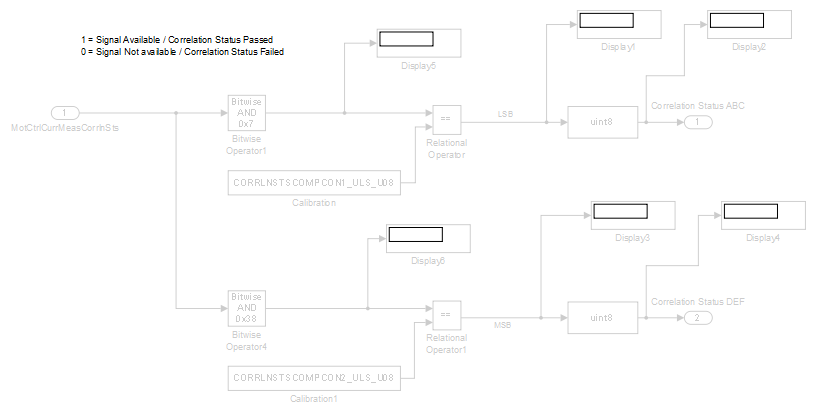 1 = Signal Available / Correlation Status Passed
0 = Signal Not available / Correlation Status Failed
Display5
Display1
Display2
1
MotCtrlCurrMeasCorrlnSts
Bitwise
AND
0x7
Bitwise
Operator1
==
Relational
Operator
LSB
uint8
Correlation Status ABC
1
CORRLNSTSCOMPCON1_ULS_U08
Calibration
Display6
Display3
Display4
Bitwise
AND
0x38
Bitwise
Operator4
==
Relational
Operator1
MSB
uint8
Correlation Status DEF
2
CORRLNSTSCOMPCON2_ULS_U08
Calibration1